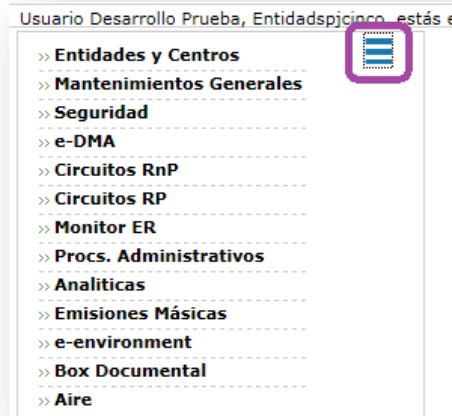 Usuario Desarrollo Prueba, Entidadspjcinco, estás e
» Entidades y Centros
» Mantenimientos Generales
» Seguridad
» e-DMA
» Circuitos RnP
» Circuitos RP
» Monitor ER
» Procs. Administrativos
» Analiticas
» Emisiones Másicas
» e-environment
» Box Documental
» Aire